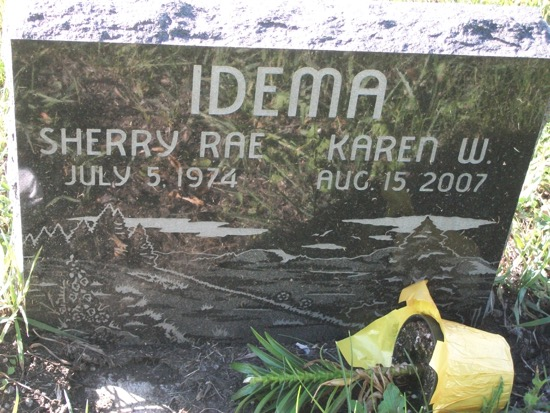 IDEMA
SHERRY RAE KAREN W.
JULY 5, 1974 AUG. 15, 2007